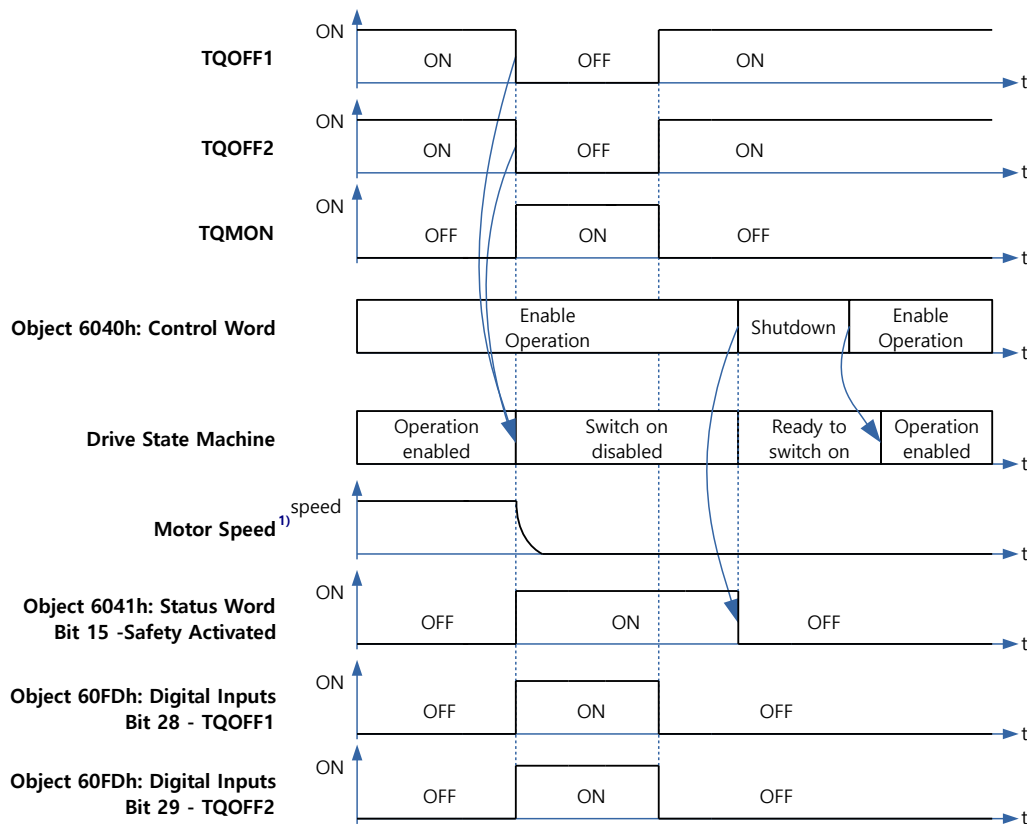 ON
TQOFF1
ON
OFF
ON
t
ON
TQOFF2
ON
OFF
ON
t
ON
TQMON
OFF
ON
OFF
t
Object 6040h: Control Word
Enable
Operation
Shutdown
Enable
Operation
t
Drive State Machine
Operation
enabled
Switch on
disabled
Ready to
switch on
Operation
enabled
t
speed
Motor Speed 1)
t
ON
Object 6041h: Status Word
Bit 15 -Safety Activated
OFF
ON
OFF
t
ON
Object 60FDh: Digital Inputs
Bit 28 - TQOFF1
OFF
ON
OFF
t
ON
Object 60FDh: Digital Inputs
Bit 29 - TQOFF2
OFF
ON
OFF
t